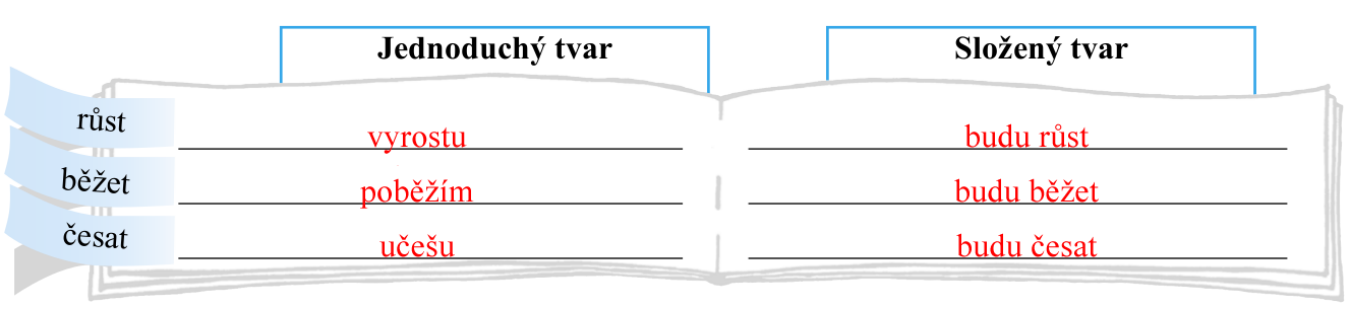 Jednoduchý tvar Složený tvar
růst vyrostu budu růst
běžet poběžím budu běžet
česat učešu budu česat